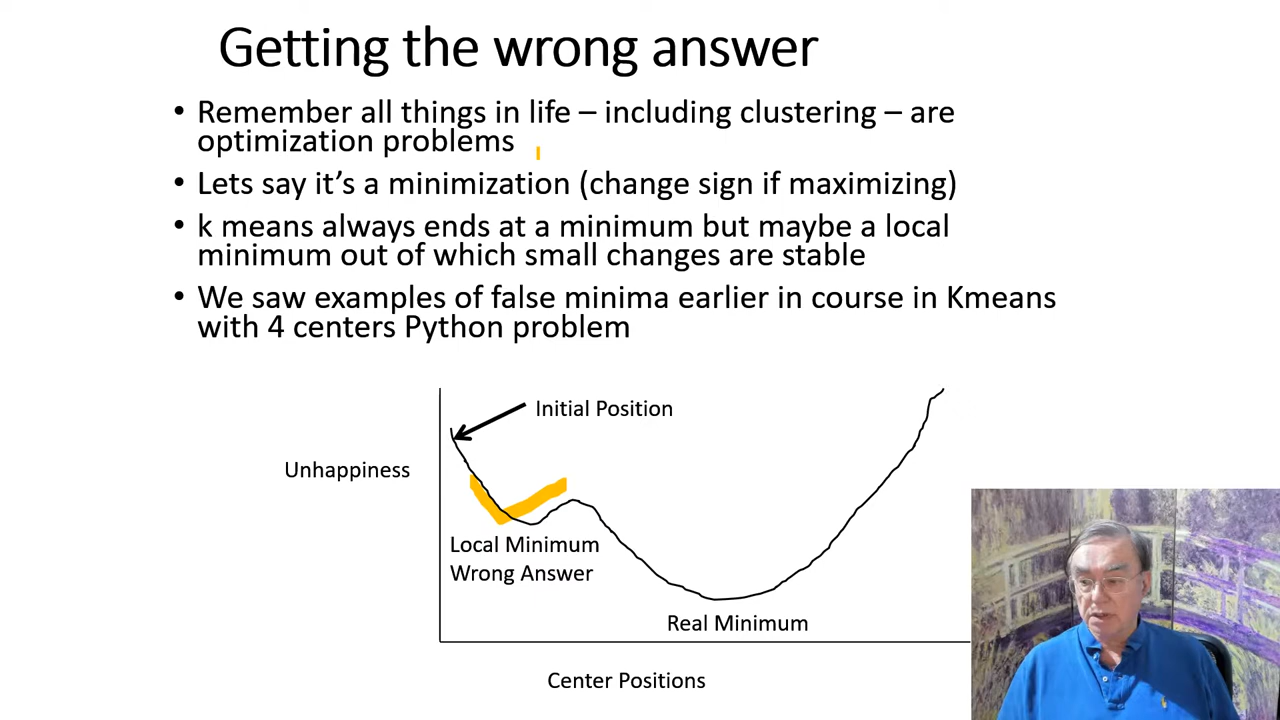 Getting the wrong answer
• Remember all things in life – including clustering – are
optimization problems
• Lets say it’s a minimization (change sign if maximizing)
• k means always ends at a minimum but maybe a local
minimum out of which small changes are stable
• We saw examples of false minima earlier in course in Kmeans
with 4 centers Python problem
Initial Position
Unhappiness
Local Minimum
Wrong Answer
Real Minimum
Center Positions